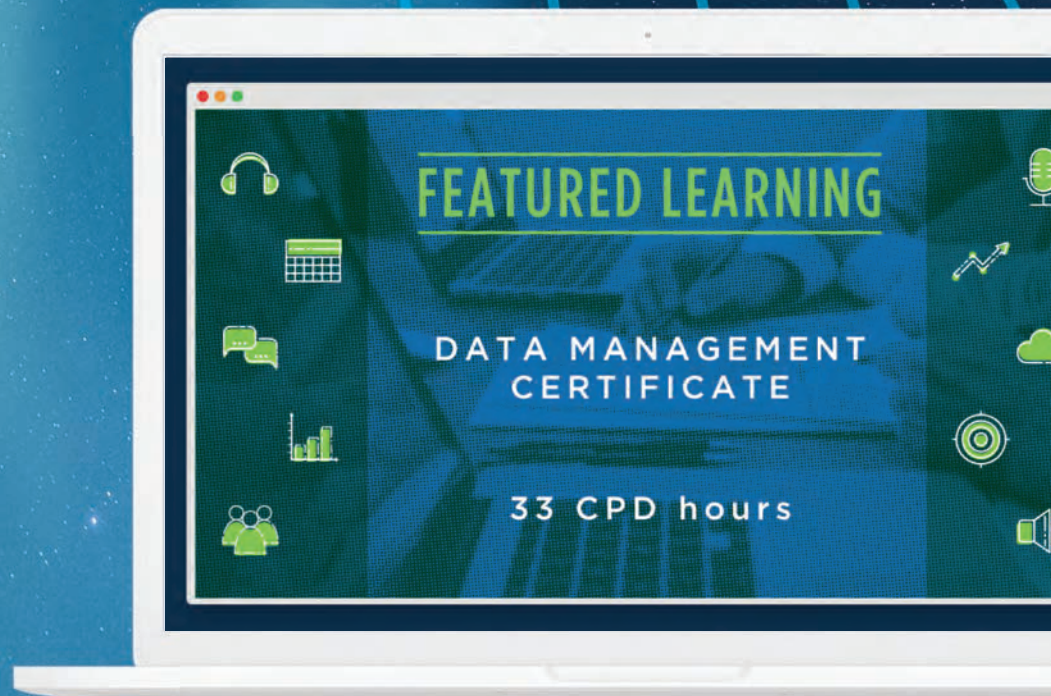 FEATURED LEARNING
DATA MANAGEMENT
CERTIFICATE
33 CPD hours